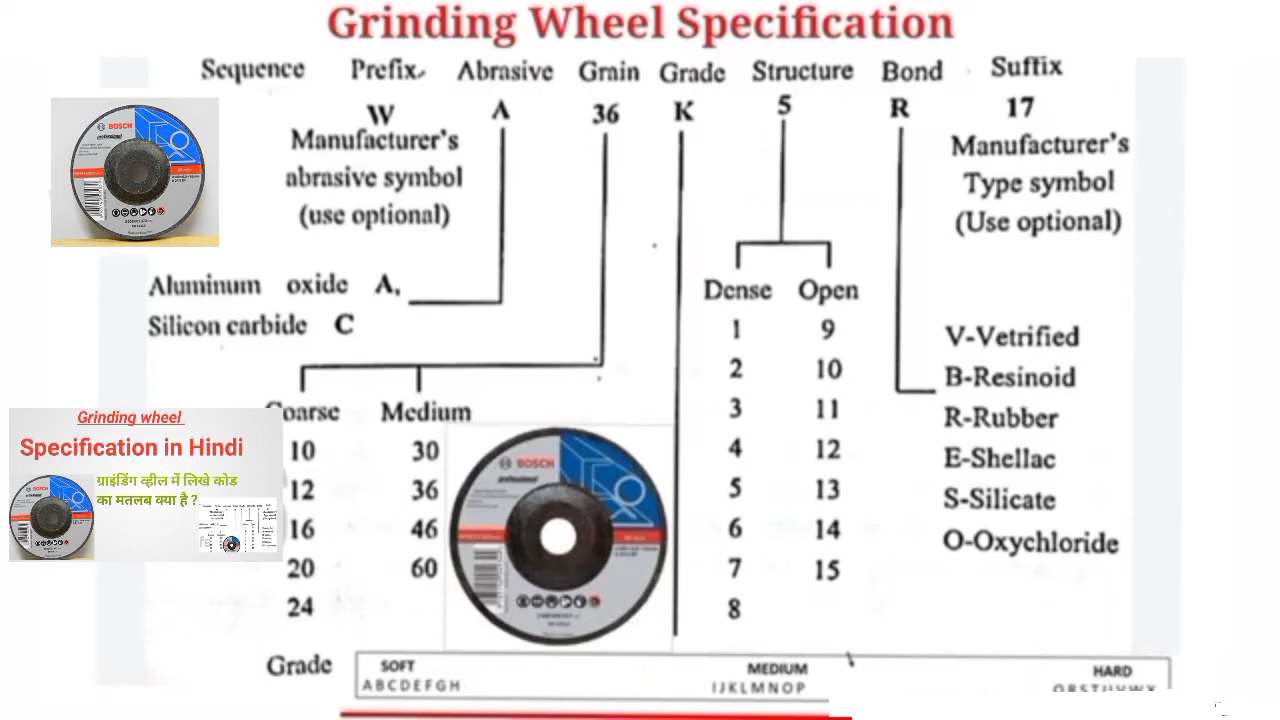 Grinding Wheel Specification
Sequence Prefix Abrasive Grain Grade Structure Bond Suffix
W A 36 K 5 R 17
Manufacturer's
abrasive symbol
(use optional)
Manufacturer's
Type symbol
(Use optional)
BOSCH
professional
Aluminum oxide A,
Silicon carbide C
Dense Open
1 9
2 10
3 11
4 12
5 13
6 14
7 15
8
V-Vetrified
B-Resinoid
R-Rubber
E-Shellac
S-Silicate
O-Oxychloride
Coarse Medium
10 30
12 36
16 46
20 60
24
Grinding wheel
Specification in Hindi
ग्राइंडिंग व्हील में लिखे कोड
का मतलब क्या है ?
BOSCH
professional
Grade
SOFT MEDIUM HARD
A B C D E F G H I J K L M N O P